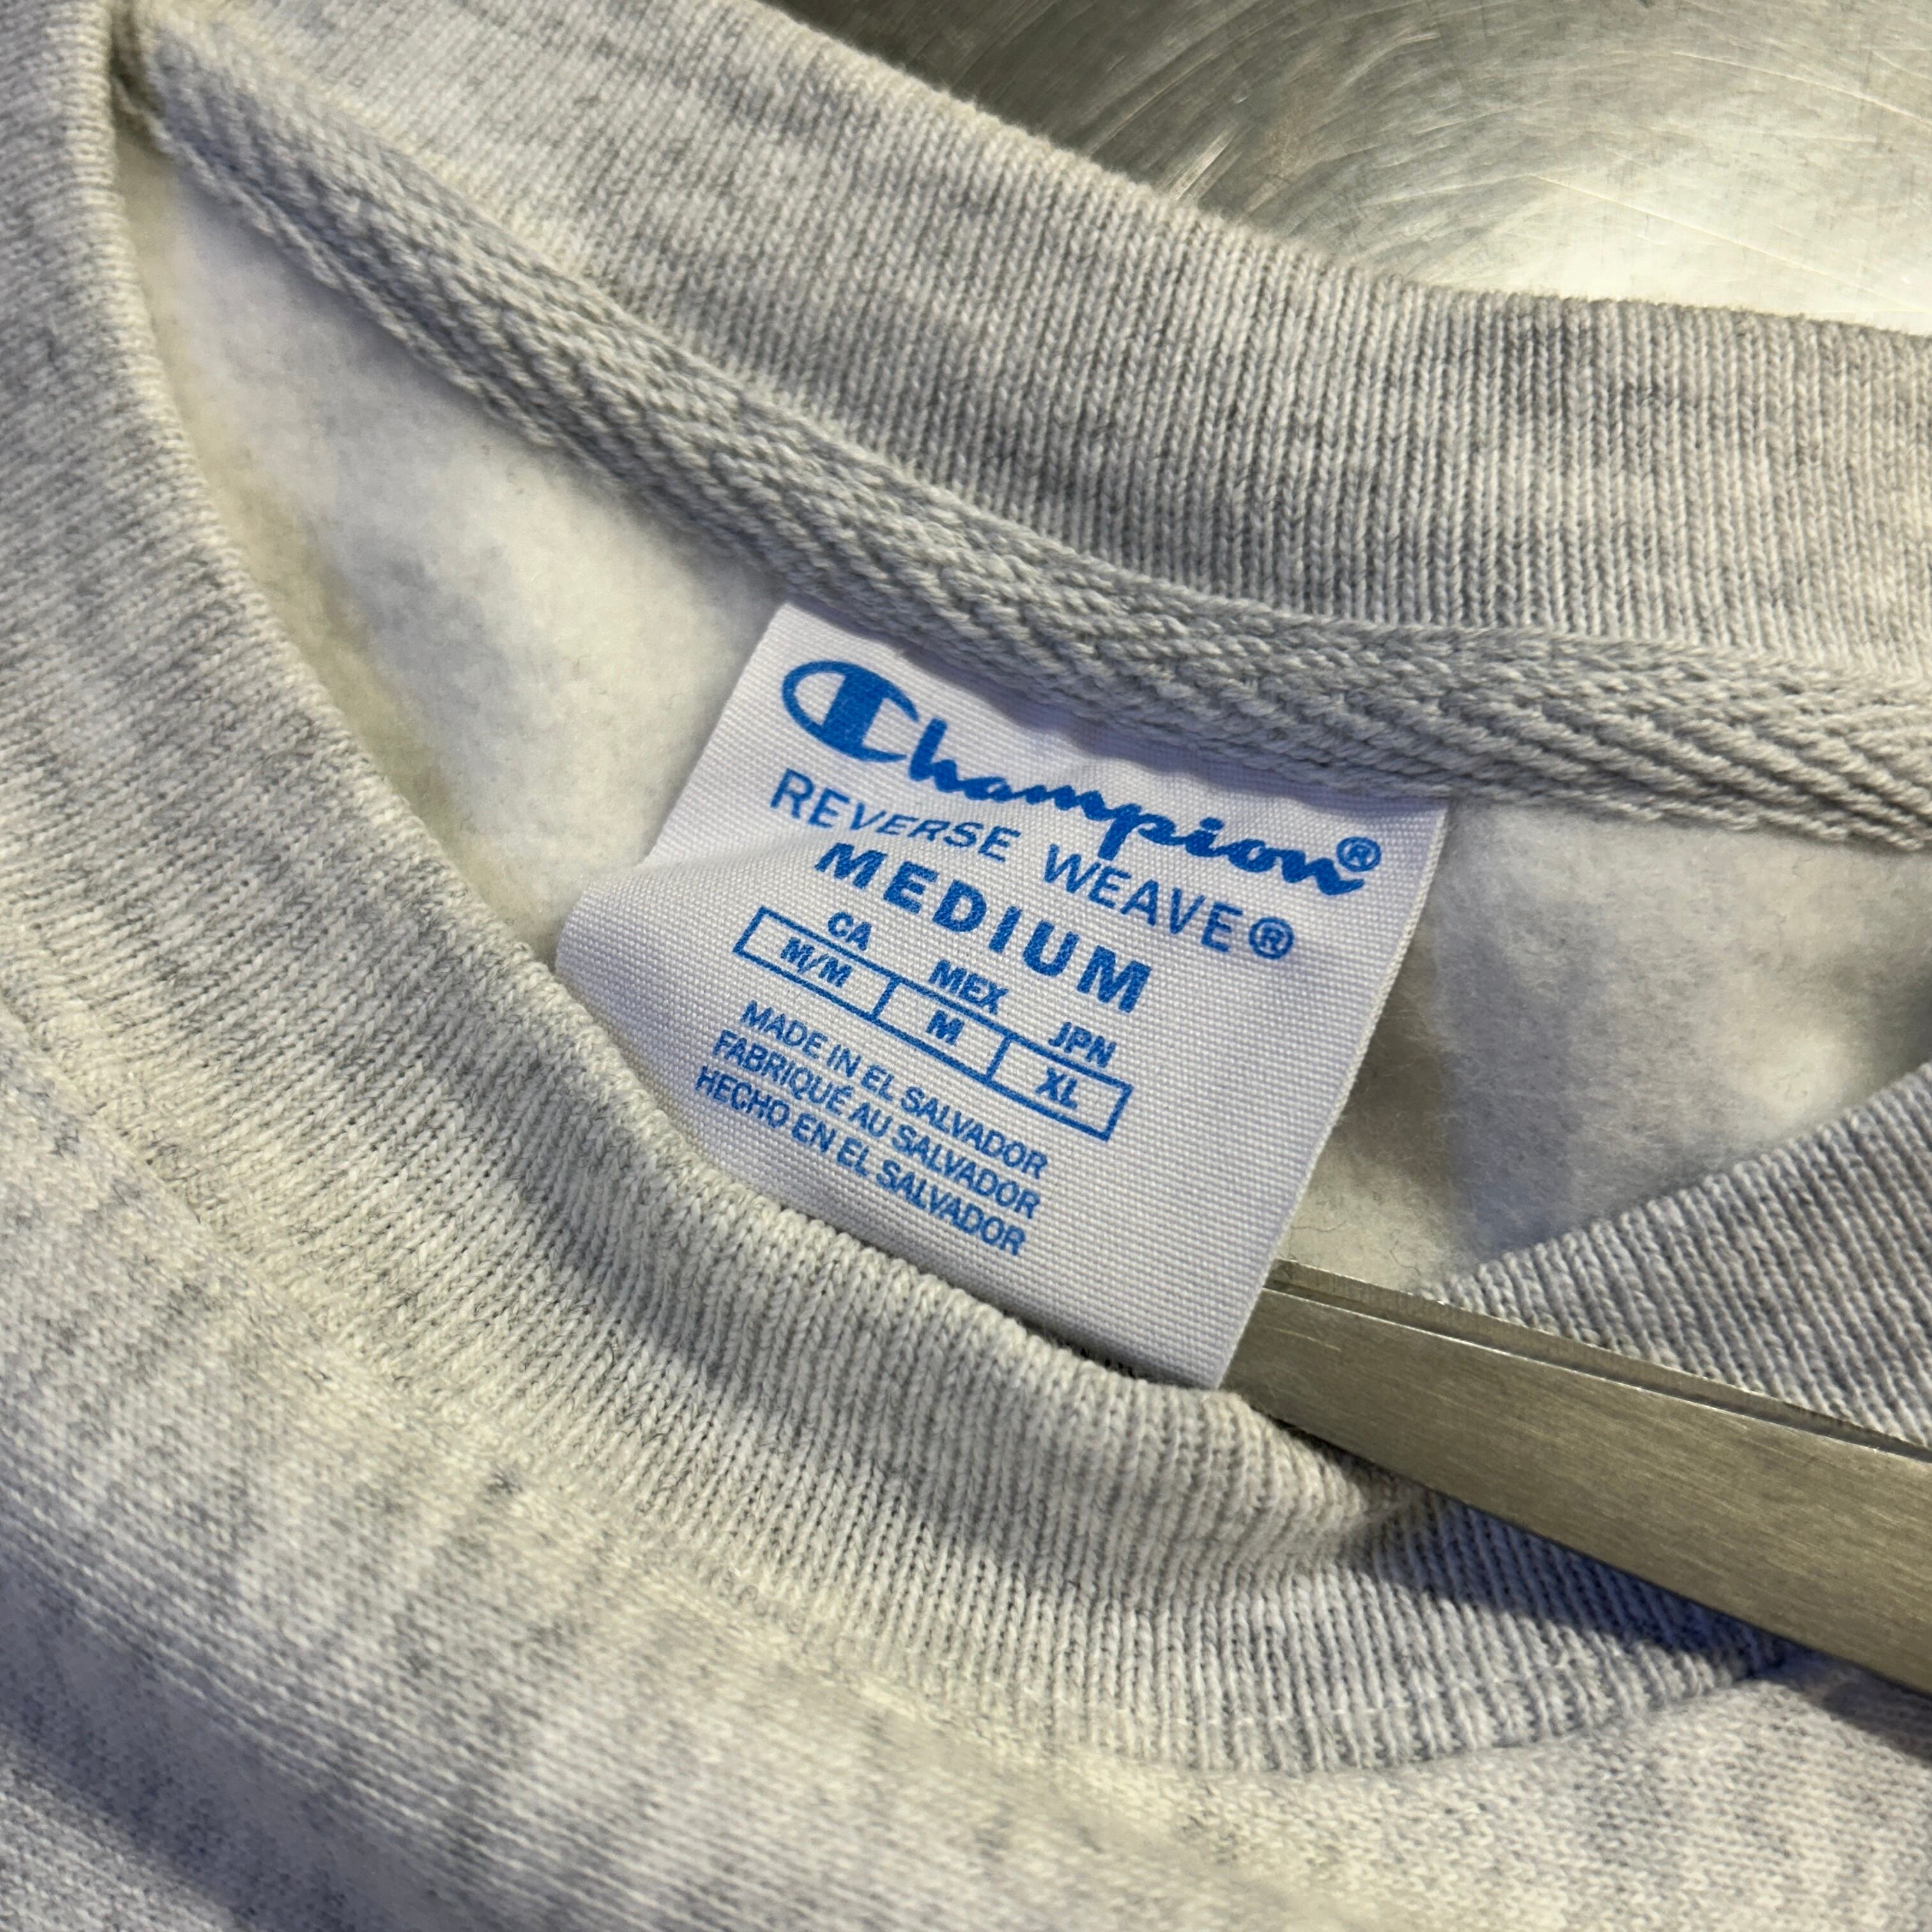 Champion®
REVERSE WEAVE®
MEDIUM
CA MEX JPN
M/M M XL
MADE IN EL SALVADOR
FABRIQUÉ AU SALVADOR
HECHO EN EL SALVADOR